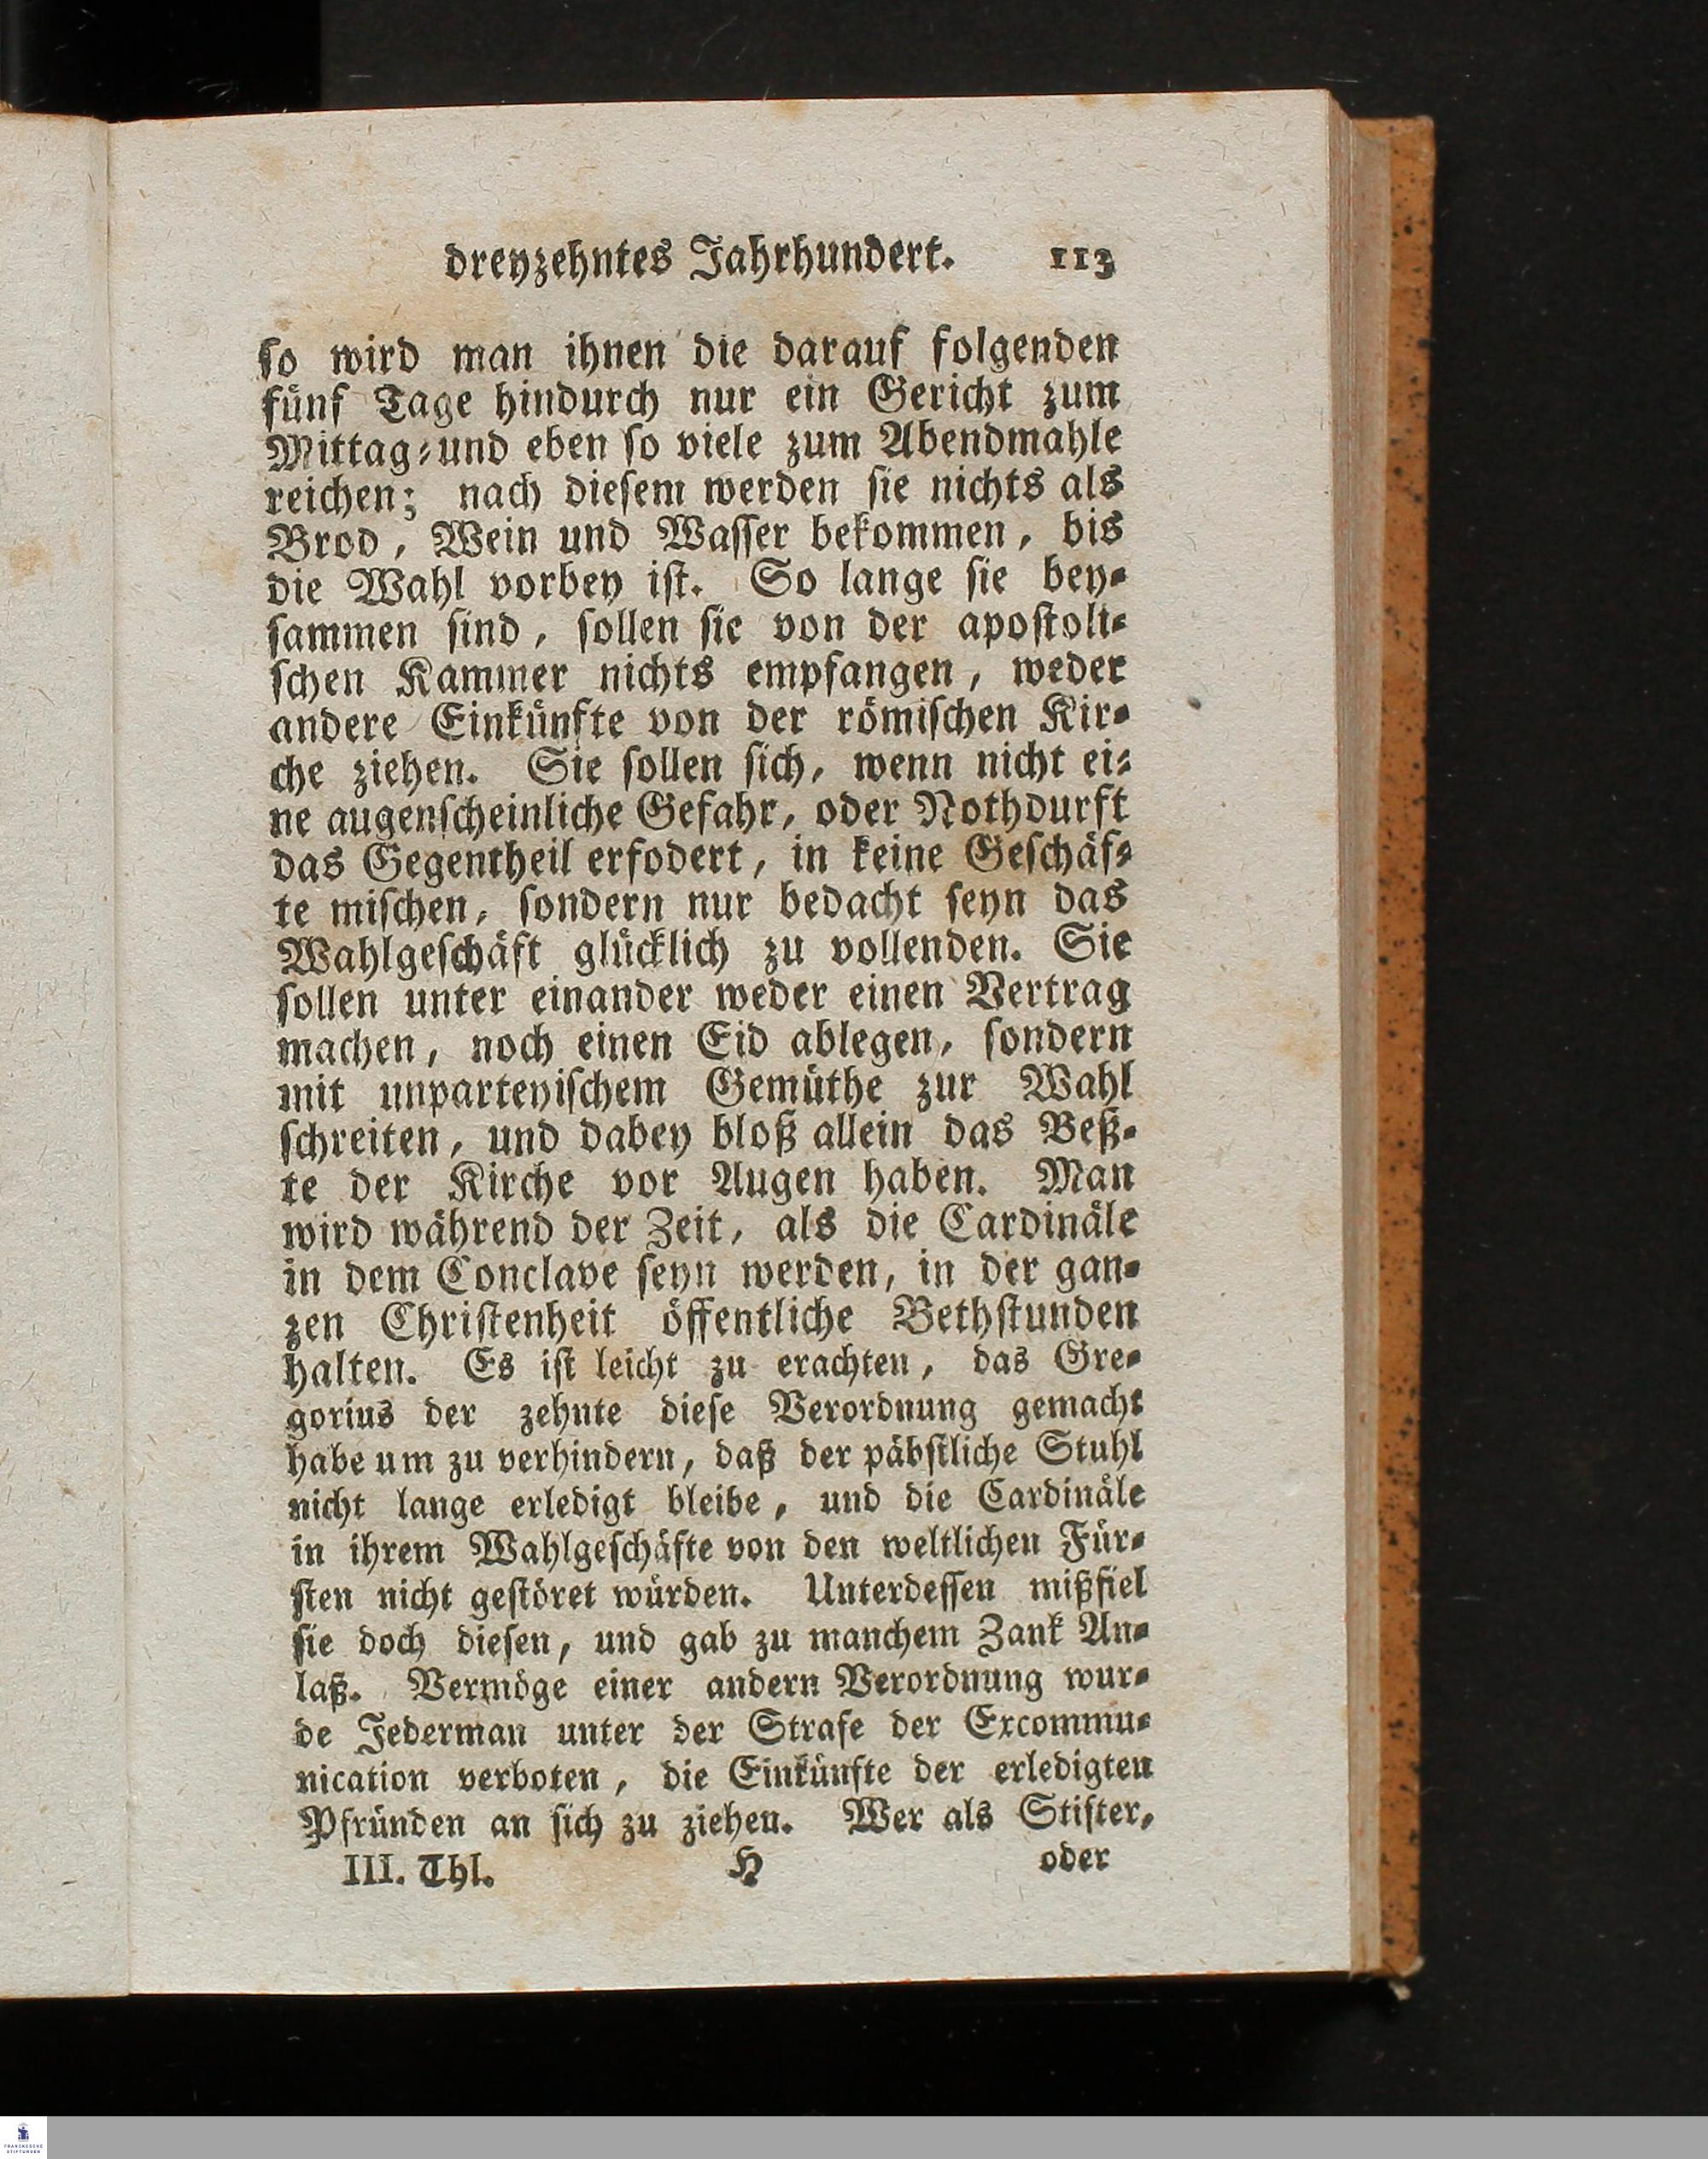 dreyzehntes Jahrhundert. 113
so wird man ihnen die darauf folgenden
fünf Tage hindurch nur ein Gericht zum
Mittag-und eben so viele zum Abendmahle
reichen; nach diesem werden sie nichts als
Brod, Wein und Wasser bekommen, bis
die Wahl vorbey ist. So lange sie bey-
sammen sind, sollen sie von der apostoli-
schen Kammer nichts empfangen, weder
andere Einkünfte von der römischen Kir-
che ziehen. Sie sollen sich, wenn nicht ei-
ne augenscheinliche Gefahr, oder Nothdurft
das Gegentheil erfodert, in keine Geschäf-
te mischen, sondern nur bedacht seyn das
Wahlgeschäft glücklich zu vollenden. Sie
sollen unter einander weder einen Vertrag
machen, noch einen Eid ablegen, sondern
mit unparteyischem Gemüthe zur Wahl
schreiten, und dabey bloß allein das Beß-
te der Kirche vor Augen haben. Man
wird während der Zeit, als die Cardinäle
in dem Conclave seyn werden, in der gan-
zen Christenheit öffentliche Bethstunden
halten. Es ist leicht zu erachten, das Gre-
gorius der zehnte diese Verordnung gemacht
habe um zu verhindern, daß der päbstliche Stuhl
nicht lange erledigt bleibe, und die Cardinäle
in ihrem Wahlgeschäfte von den weltlichen Für-
sten nicht gestöret würden. Unterdessen mißfiel
sie doch diesen, und gab zu manchem Zank An-
laß. Vermöge einer andern Verordnung wur-
de Jederman unter der Strafe der Excommu-
nication verboten, die Einkünfte der erledigten
Pfründen an sich zu ziehen. Wer als Stifter,
III. Thl. H oder
FRANCKESCHE
STIFTUNGEN